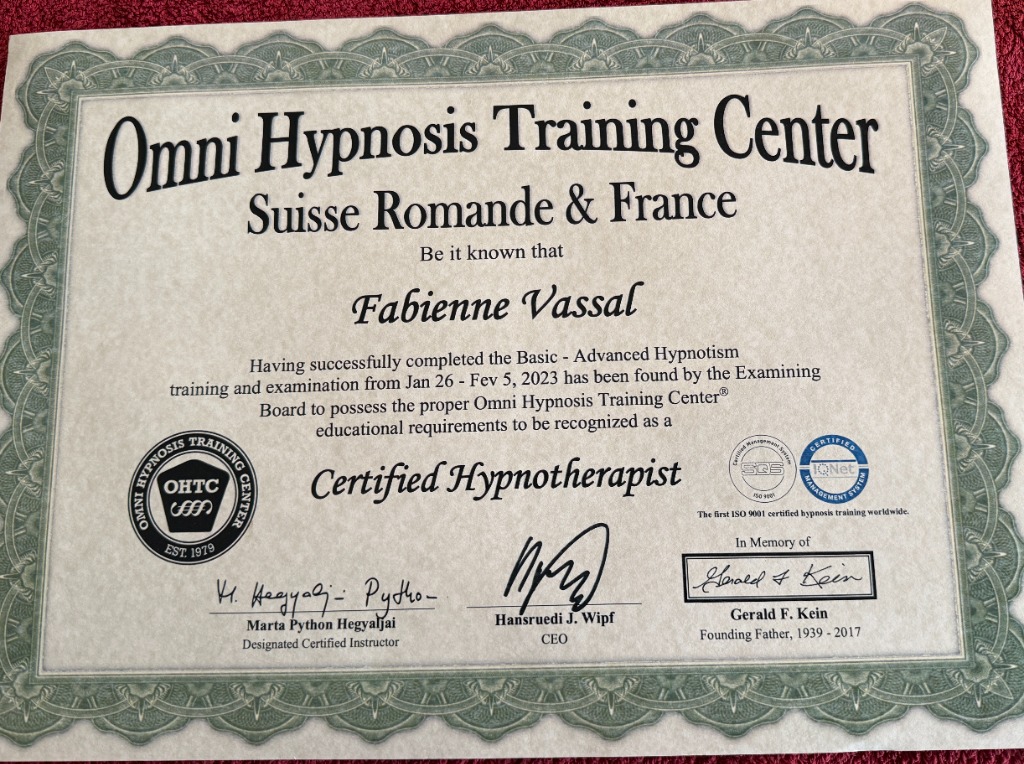 Omni Hypnosis Training Center
Suisse Romande & France
Be it known that
Fabienne Vassal
Having successfully completed the Basic - Advanced Hypnotism
training and examination from Jan 26 - Fev 5, 2023 has been found by the Examining
Board to possess the proper Omni Hypnosis Training Center®
educational requirements to be recognized as a
Certified Hypnotherapist
OMNI HYPNOSIS TRAINING CENTER
OHTC
EST. 1979
Certified Management System
SQS
ISO 9001
CERTIFIED
IQNet
MANAGEMENT SYSTEM
The first ISO 9001 certified hypnosis training worldwide.
In Memory of
Gerald F Kein
Gerald F. Kein
Founding Father, 1939 - 2017
M. Hegyalji-Python
Marta Python Hegyaljai
Designated Certified Instructor
Hansruedi J. Wipf
CEO